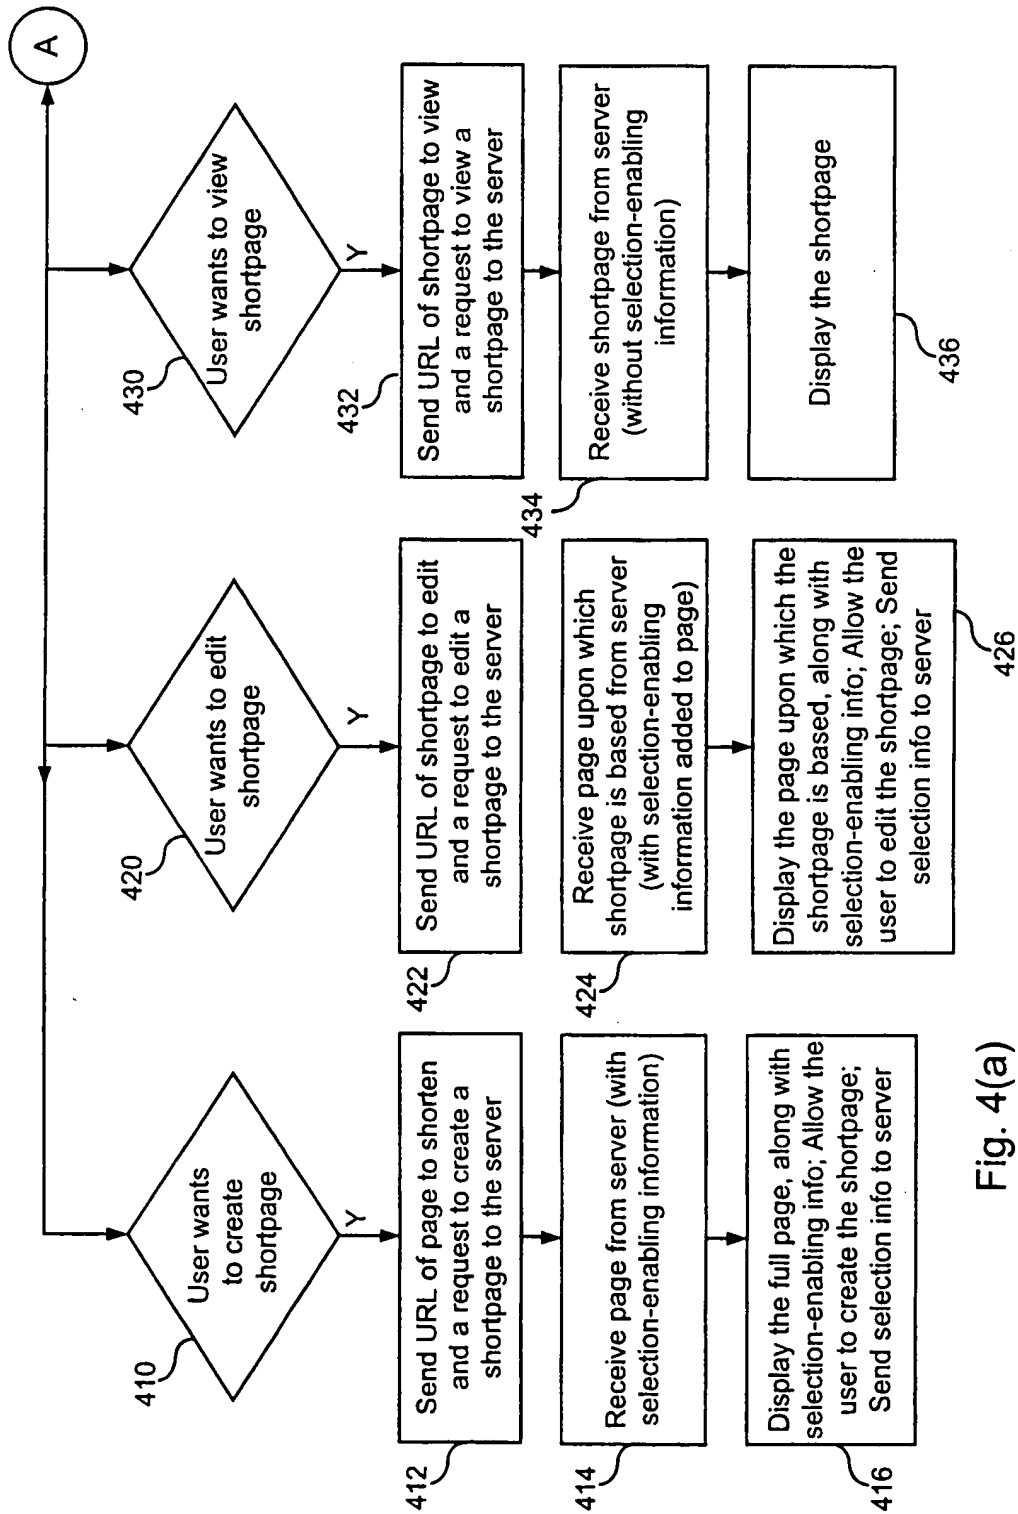 410
User wants
to create
shortpage
Y
412
Send URL of page to shorten
and a request to create a
shortpage to the server
414
Receive page from server (with
selection-enabling information)
416
Display the full page, along with
selection-enabling info; Allow the
user to create the shortpage;
Send selection info to server
420
User wants to edit
shortpage
Y
422
Send URL of shortpage to edit
and a request to edit a
shortpage to the server
424
Receive page upon which
shortpage is based from server
(with selection-enabling
information added to page)
Display the page upon which the
shortpage is based, along with
selection-enabling info; Allow the
user to edit the shortpage; Send
selection info to server
426
430
User wants to view
shortpage
Y
432
Send URL of shortpage to view
and a request to view a
shortpage to the server
434
Receive shortpage from server
(without selection-enabling
information)
Display the shortpage
436
A
Fig. 4(a)